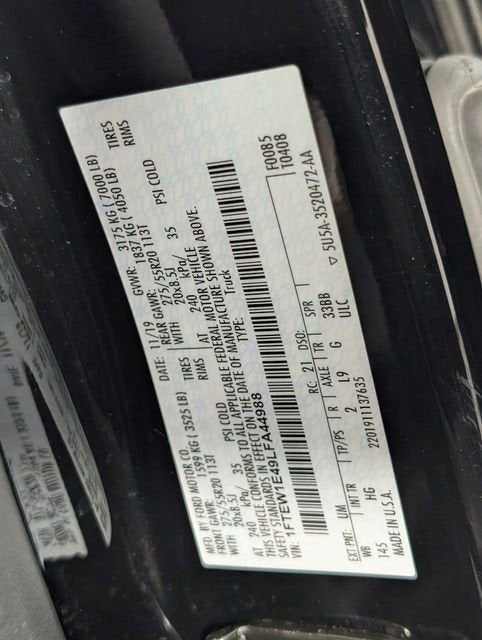 MFD. BY FORD MOTOR CO. 11/19 GVWR: 3175 KG ( 7000 LB)
FRONT GAWR: 1599 KG ( 3525 LB) REAR GAWR: 1837 KG ( 4050 LB)
275/55R20 113T TIRES 275/55R20 113T TIRES
20x8.5J RIMS WITH 20x8.5J RIMS
AT 240 kPa/ 35 PSI COLD AT 240 kPa/ 35 PSI COLD
THIS VEHICLE CONFORMS TO ALL APPLICABLE FEDERAL MOTOR VEHICLE
SAFETY STANDARDS IN EFFECT ON THE DATE OF MANUFACTURE SHOWN ABOVE.
VIN: 1FTEW1E49LFA44988 TYPE: Truck
F0085
T0408
EXT PNT: UM RC: 21 DSO:
WB INT TR TP/PS R AXLE TR SPR
145 HG 2 L9 G 33BB
MADE IN U.S.A. 2201911137635 ULC
▽ 5U5A-3520472-AA